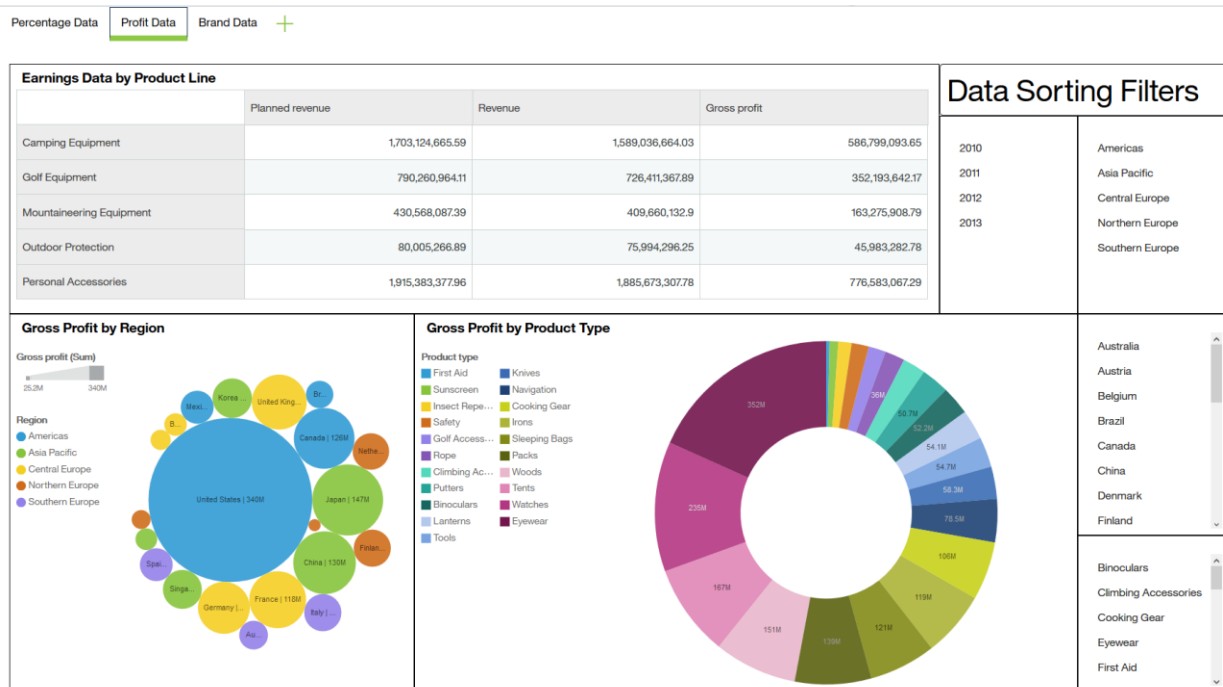 Percentage Data Profit Data Brand Data
Earnings Data by Product Line
Planned revenue Revenue Gross profit
Camping Equipment 1,703,124,665.59 1,589,036,664.03 586,799,093.65
Golf Equipment 790,260,964.11 726,411,367.89 352,193,642.17
Mountaineering Equipment 430,568,087.39 409,660,132.9 163,275,908.79
Outdoor Protection 80,005,266.89 75,994,296.25 45,983,282.78
Personal Accessories 1,915,383,377.96 1,885,673,307.78 776,583,067.29
Data Sorting Filters
2010
2011
2012
2013
Americas
Asia Pacific
Central Europe
Northern Europe
Southern Europe
Gross Profit by Region
Gross profit (Sum)
25.2M 340M
Region
Americas
Asia Pacific
Central Europe
Northern Europe
Southern Europe
Mexi...
Korea ...
United King...
Br...
B...
Canada | 126M
Nethe...
United States | 340M
Japan | 147M
Finlan...
China | 130M
Spai...
Singa...
Germany |...
France | 118M
Italy | ...
Au...
Gross Profit by Product Type
Product type
First Aid
Sunscreen
Insect Repe...
Safety
Golf Access...
Rope
Climbing Ac...
Putters
Binoculars
Lanterns
Tools
Knives
Navigation
Cooking Gear
Irons
Sleeping Bags
Packs
Woods
Tents
Watches
Eyewear
36M
50.7M
52.2M
54.1M
54.7M
58.3M
78.5M
106M
119M
121M
139M
151M
167M
235M
352M
Australia
Austria
Belgium
Brazil
Canada
China
Denmark
Finland
Binoculars
Climbing Accessories
Cooking Gear
Eyewear
First Aid